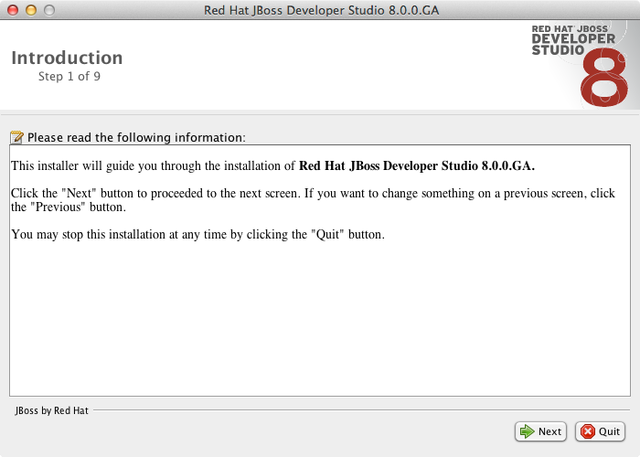 Red Hat JBoss Developer Studio 8.0.0.GA
RED HAT JBOSS
DEVELOPER
STUDIO
8
Introduction
Step 1 of 9
Please read the following information:
This installer will guide you through the installation of Red Hat JBoss Developer Studio 8.0.0.GA.
Click the "Next" button to proceeded to the next screen. If you want to change something on a previous screen, click
the "Previous" button.
You may stop this installation at any time by clicking the "Quit" button.
JBoss by Red Hat
Next
Quit